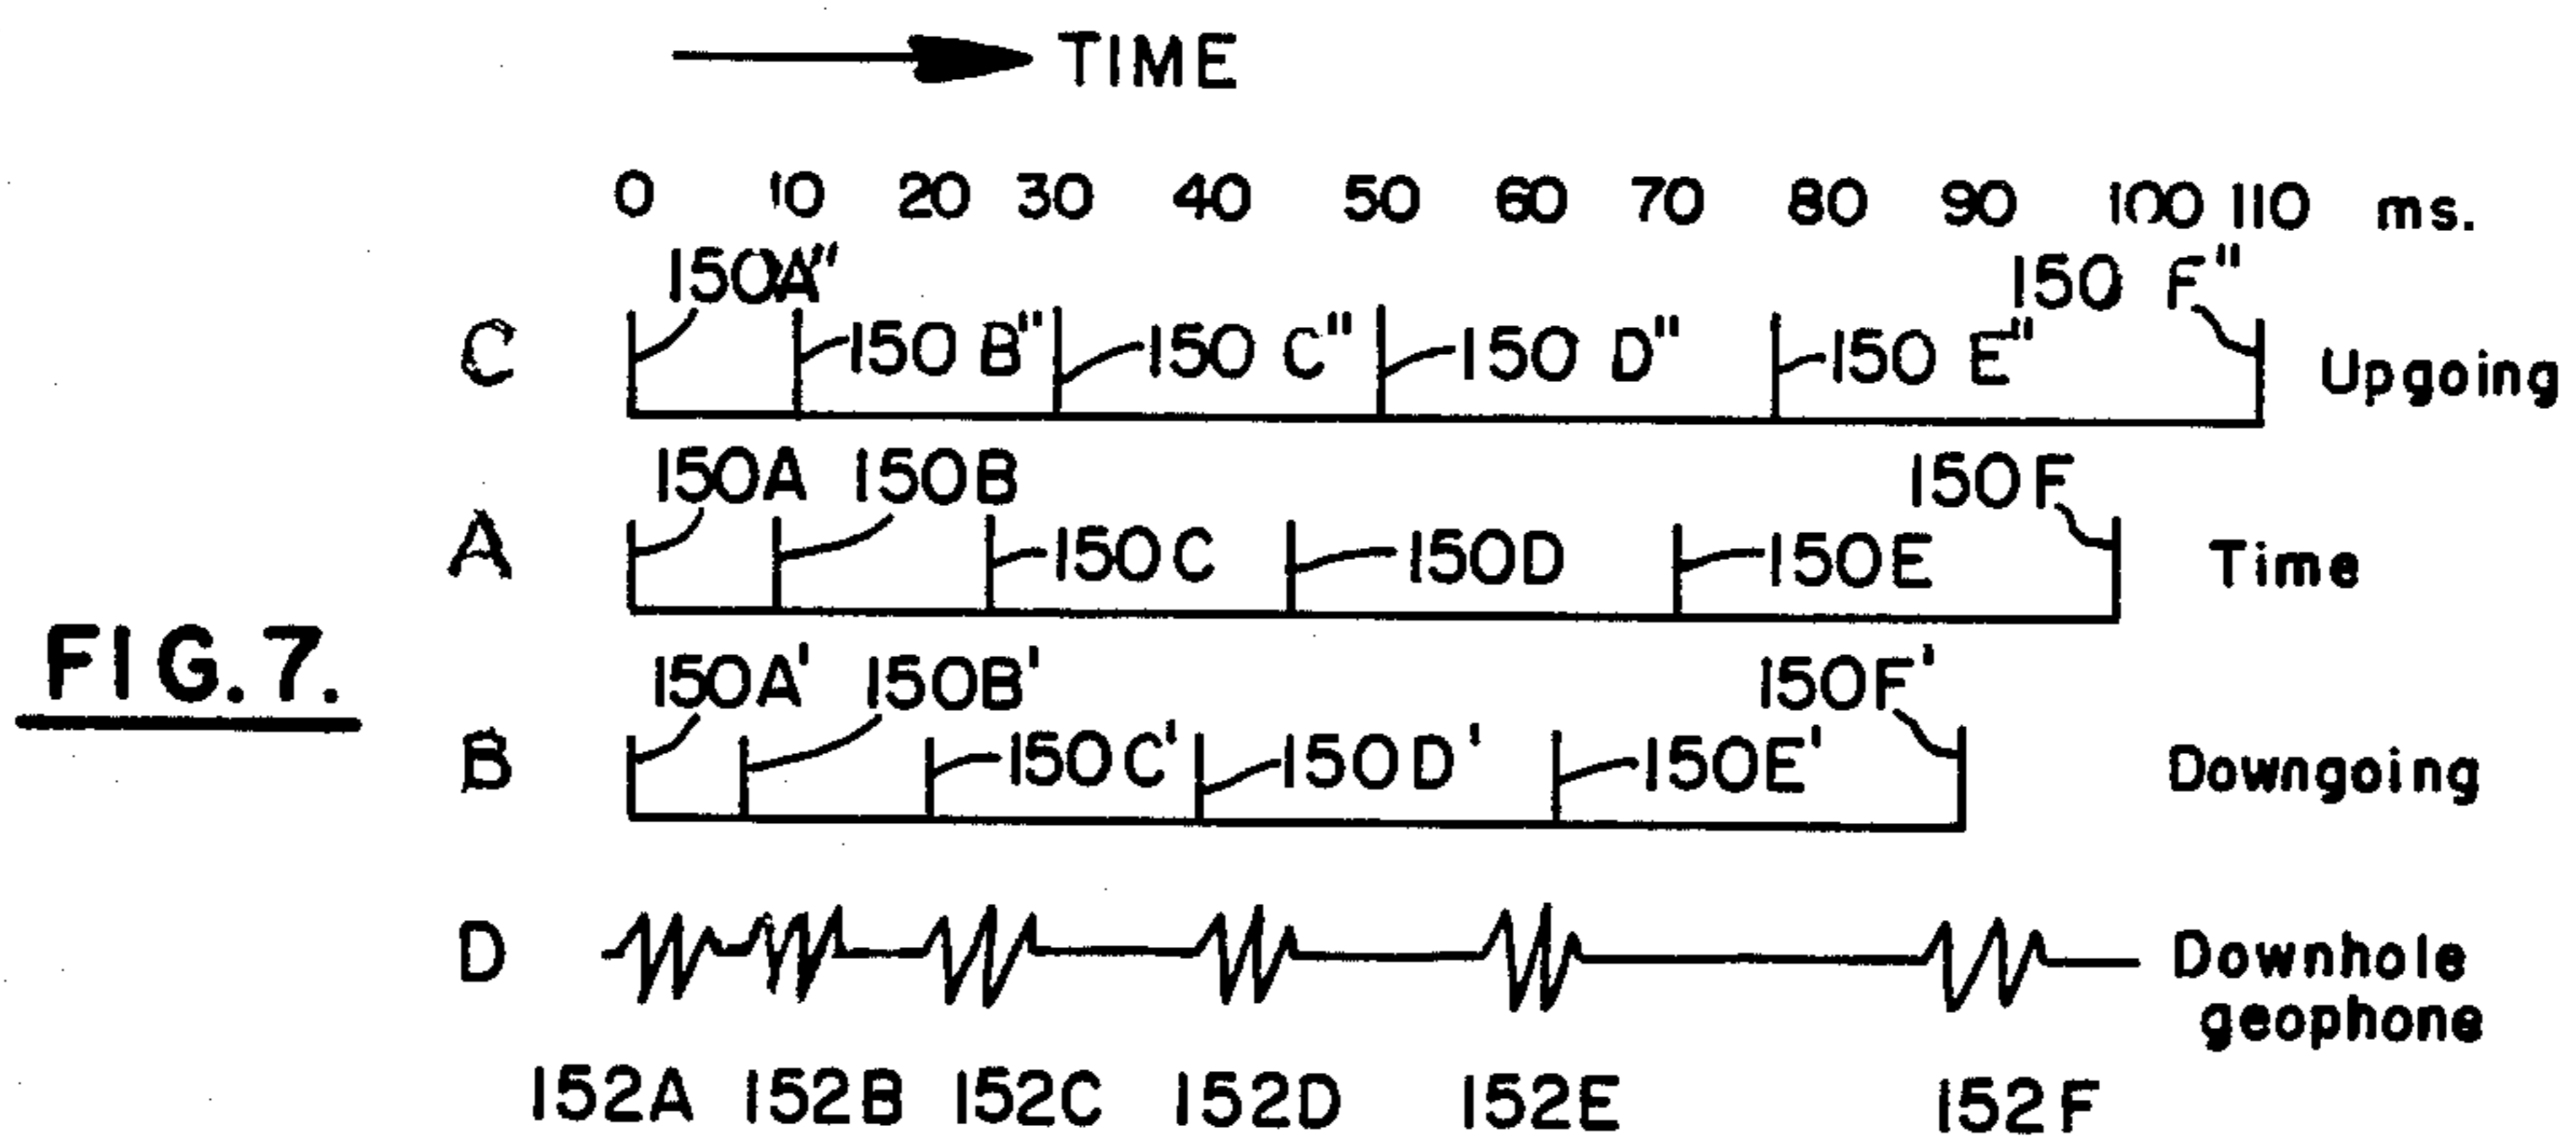 TIME
0 10 20 30 40 50 60 70 80 90 100 110 ms.
150A" 150 F"
C 150 B" 150 C" 150 D" 150 E" Upgoing
150A 150B 150F
A 150C 150D 150E Time
FIG.7.
150A' 150B' 150F'
B 150C' 150D' 150E' Downgoing
D Downhole
geophone
152A 152B 152C 152D 152E 152F